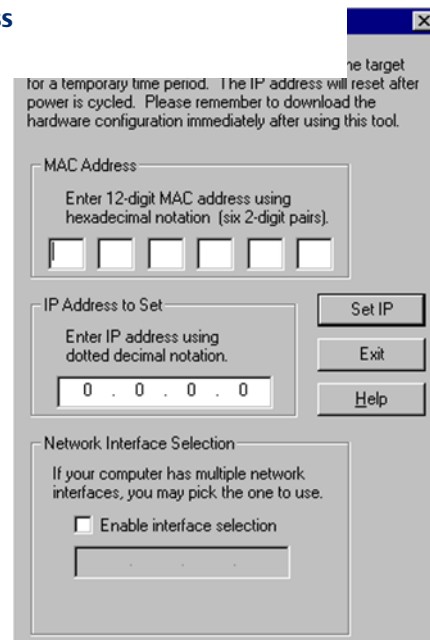 ss
he target
for a temporary time period. The IP address will reset after
power is cycled. Please remember to download the
hardware configuration immediately after using this tool.
MAC Address
Enter 12-digit MAC address using
hexadecimal notation (six 2-digit pairs).
IP Address to Set
Enter IP address using
dotted decimal notation.
0 . 0 . 0 . 0
Set IP
Exit
Help
Network Interface Selection
If your computer has multiple network
interfaces, you may pick the one to use.
Enable interface selection
. . .